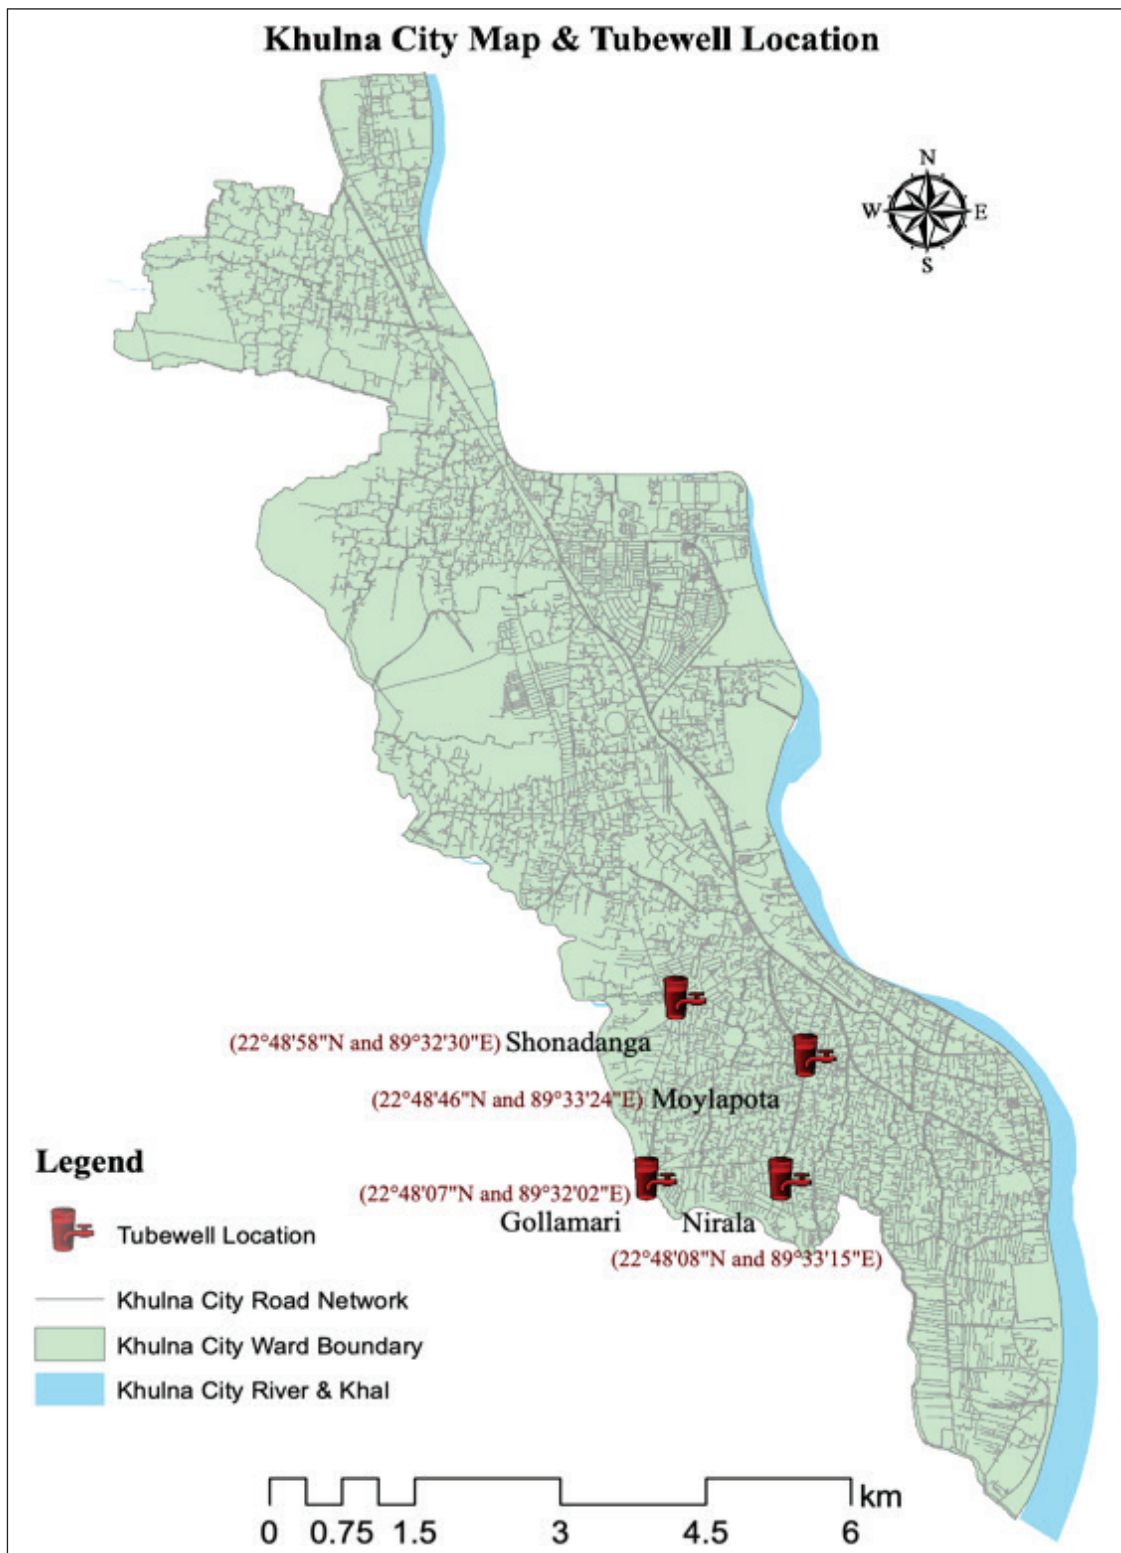 Khulna City Map & Tubewell Location
N
W E
S
(22°48'58"N and 89°32'30"E) Shonadanga
(22°48'46"N and 89°33'24"E) Moylapota
(22°48'07"N and 89°32'02"E)
Gollamari Nirala
(22°48'08"N and 89°33'15"E)
Legend
Tubewell Location
Khulna City Road Network
Khulna City Ward Boundary
Khulna City River & Khal
km
0 0.75 1.5 3 4.5 6